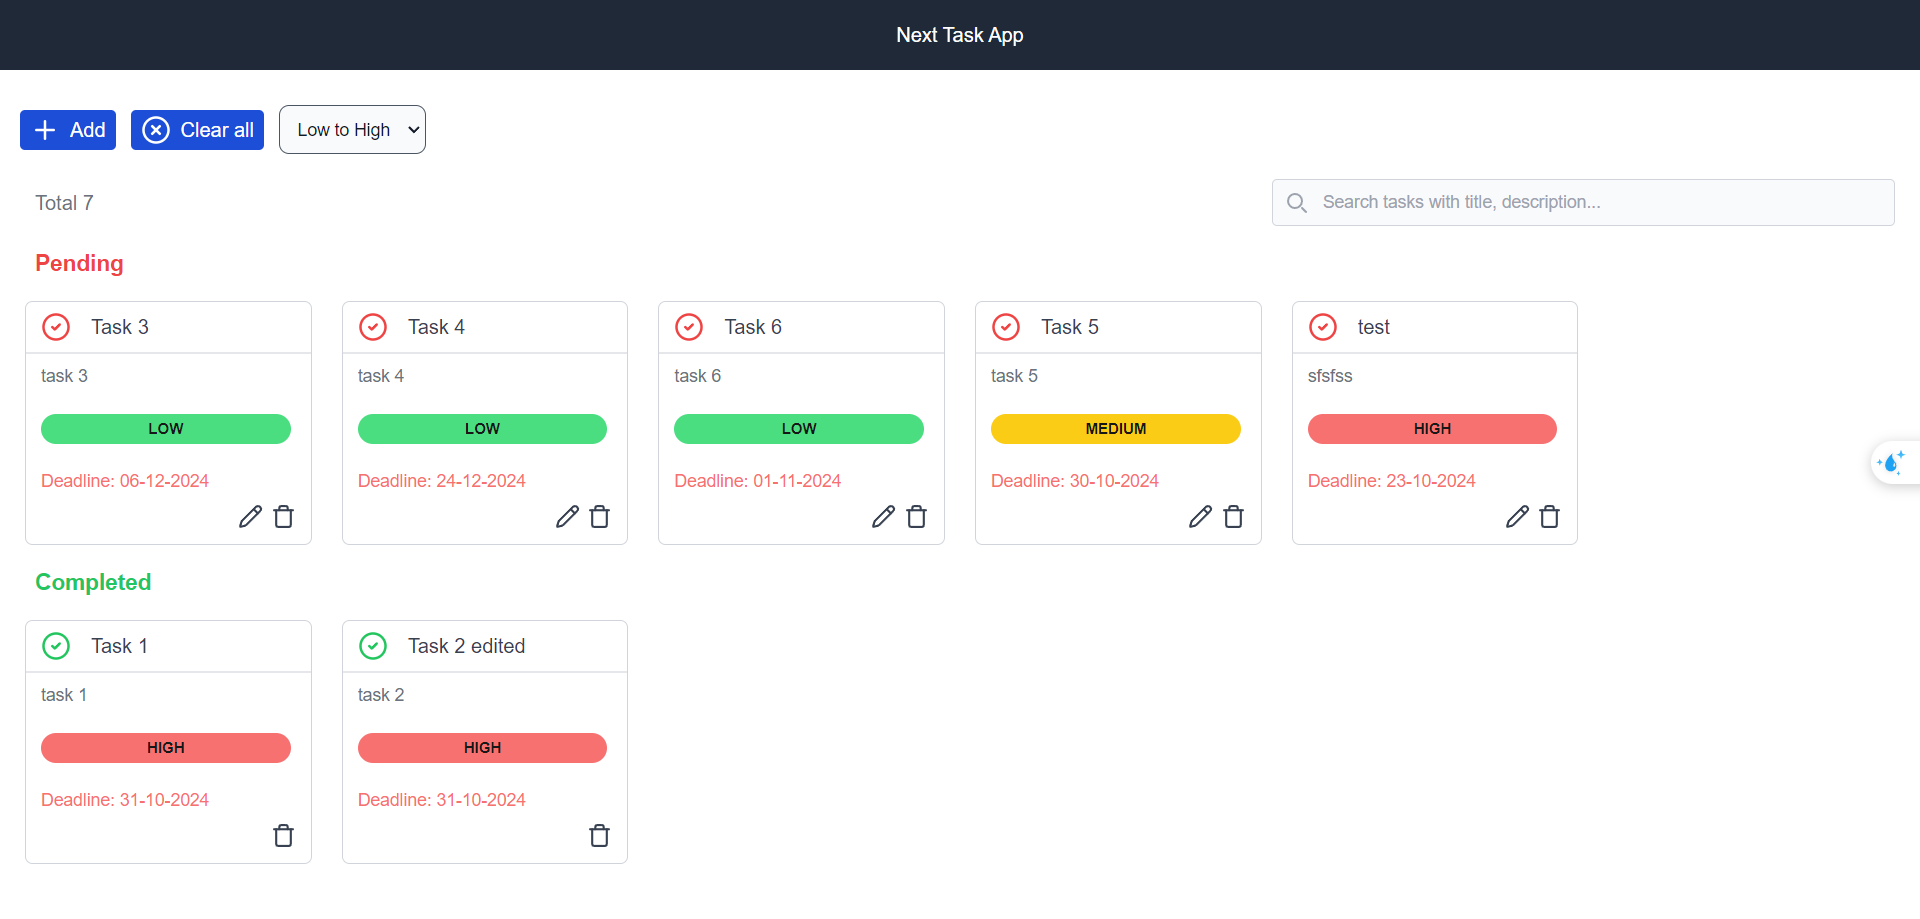 Next Task App
Add Clear all Low to High
Total 7 Search tasks with title, description...
Pending
Task 3
task 3
LOW
Deadline: 06-12-2024
Task 4
task 4
LOW
Deadline: 24-12-2024
Task 6
task 6
LOW
Deadline: 01-11-2024
Task 5
task 5
MEDIUM
Deadline: 30-10-2024
test
sfsfss
HIGH
Deadline: 23-10-2024
Completed
Task 1
task 1
HIGH
Deadline: 31-10-2024
Task 2 edited
task 2
HIGH
Deadline: 31-10-2024